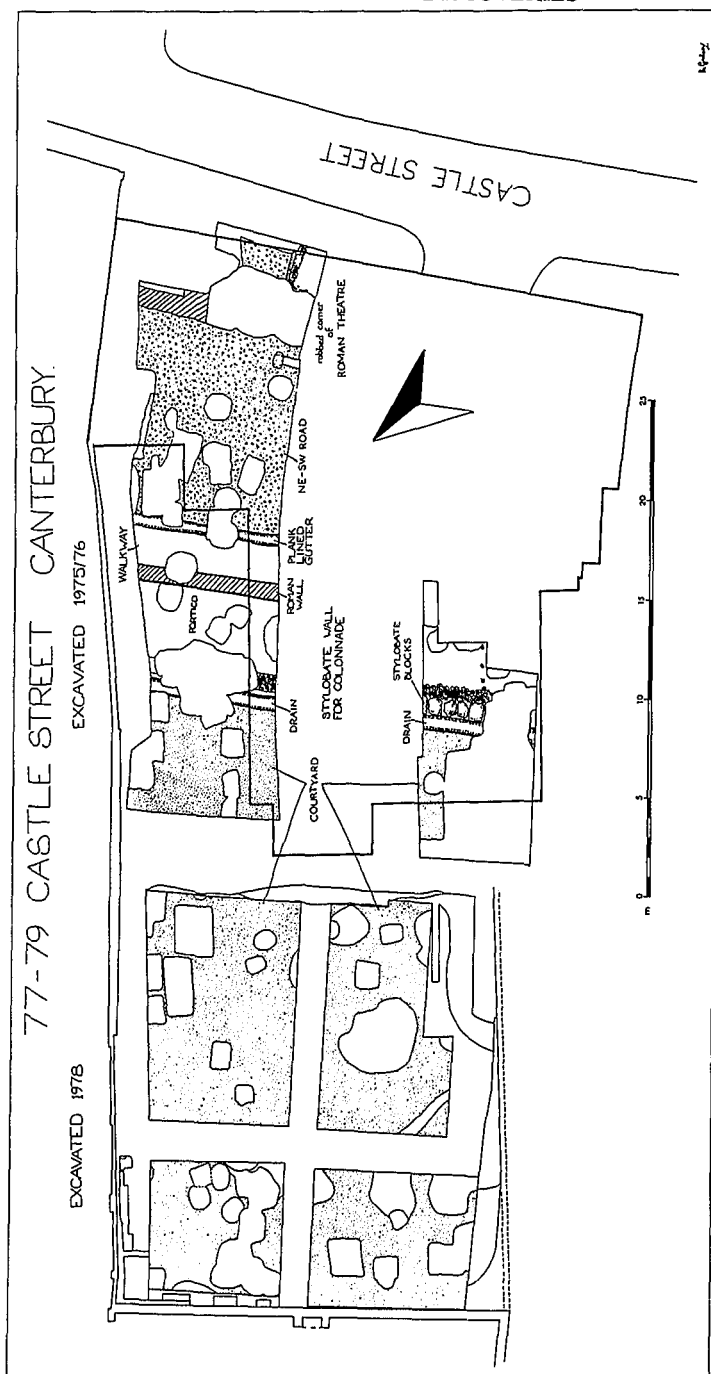 77-79 CASTLE STREET CANTERBURY.
EXCAVATED 1978
EXCAVATED 1975/76
CASTLE STREET
WALKWAY
PORTICO
ROMAN
WALL
PLANK
LINED
GUTTER
NE-SW ROAD
robbed corner
of
ROMAN THEATRE
DRAIN
STYLOBATE WALL
FOR COLONNADE
COURTYARD
DRAIN
STYLOBATE
BLOCKS
m
0
5
10
15
20
25